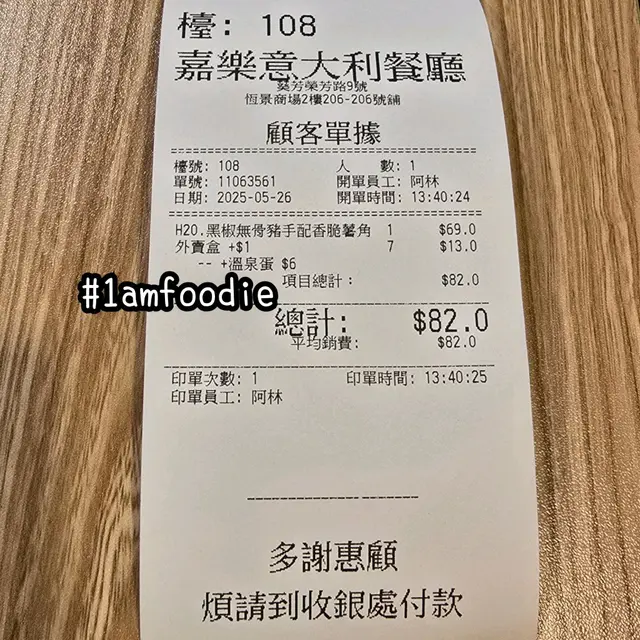 檯: 108
嘉樂意大利餐廳
葵芳榮芳路9號
恆景商場2樓206-206號舖
顧客單據
檯號: 108 人 數: 1
單號: 11063561 開單員工: 阿林
日期: 2025-05-26 開單時間: 13:40:24
H20.黑椒無骨豬手配香脆薯角 1 $69.0
外賣盒 +$1 7 $13.0
-- +溫泉蛋 $6
項目總計: $82.0
#1amfoodie
總計: $82.0
平均銷費: $82.0
印單次數: 1 印單時間: 13:40:25
印單員工: 阿林
多謝惠顧
煩請到收銀處付款